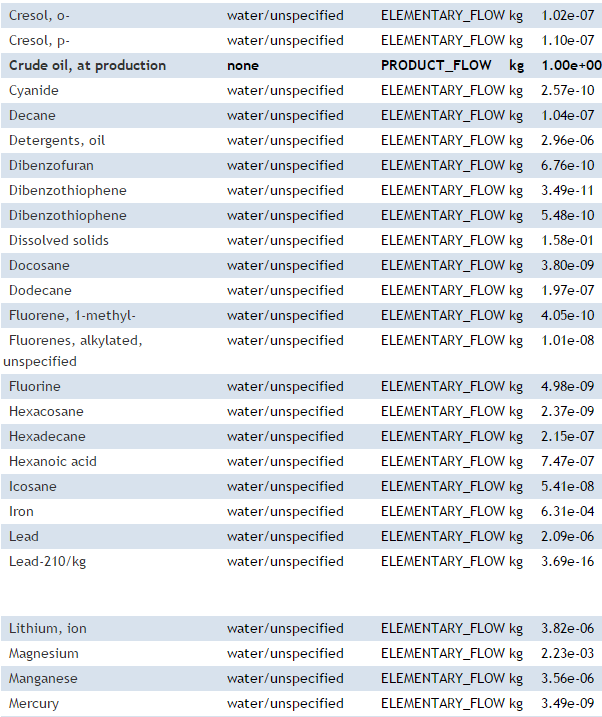 Cresol, o- water/unspecified ELEMENTARY_FLOW kg 1.02e-07
Cresol, p- water/unspecified ELEMENTARY_FLOW kg 1.10e-07
Crude oil, at production none PRODUCT_FLOW kg 1.00e+00
Cyanide water/unspecified ELEMENTARY_FLOW kg 2.57e-10
Decane water/unspecified ELEMENTARY_FLOW kg 1.04e-07
Detergents, oil water/unspecified ELEMENTARY_FLOW kg 2.96e-06
Dibenzofuran water/unspecified ELEMENTARY_FLOW kg 6.76e-10
Dibenzothiophene water/unspecified ELEMENTARY_FLOW kg 3.49e-11
Dibenzothiophene water/unspecified ELEMENTARY_FLOW kg 5.48e-10
Dissolved solids water/unspecified ELEMENTARY_FLOW kg 1.58e-01
Docosane water/unspecified ELEMENTARY_FLOW kg 3.80e-09
Dodecane water/unspecified ELEMENTARY_FLOW kg 1.97e-07
Fluorene, 1-methyl- water/unspecified ELEMENTARY_FLOW kg 4.05e-10
Fluorenes, alkylated, water/unspecified ELEMENTARY_FLOW kg 1.01e-08
unspecified
Fluorine water/unspecified ELEMENTARY_FLOW kg 4.98e-09
Hexacosane water/unspecified ELEMENTARY_FLOW kg 2.37e-09
Hexadecane water/unspecified ELEMENTARY_FLOW kg 2.15e-07
Hexanoic acid water/unspecified ELEMENTARY_FLOW kg 7.47e-07
Icosane water/unspecified ELEMENTARY_FLOW kg 5.41e-08
Iron water/unspecified ELEMENTARY_FLOW kg 6.31e-04
Lead water/unspecified ELEMENTARY_FLOW kg 2.09e-06
Lead-210/kg water/unspecified ELEMENTARY_FLOW kg 3.69e-16
Lithium, ion water/unspecified ELEMENTARY_FLOW kg 3.82e-06
Magnesium water/unspecified ELEMENTARY_FLOW kg 2.23e-03
Manganese water/unspecified ELEMENTARY_FLOW kg 3.56e-06
Mercury water/unspecified ELEMENTARY_FLOW kg 3.49e-09